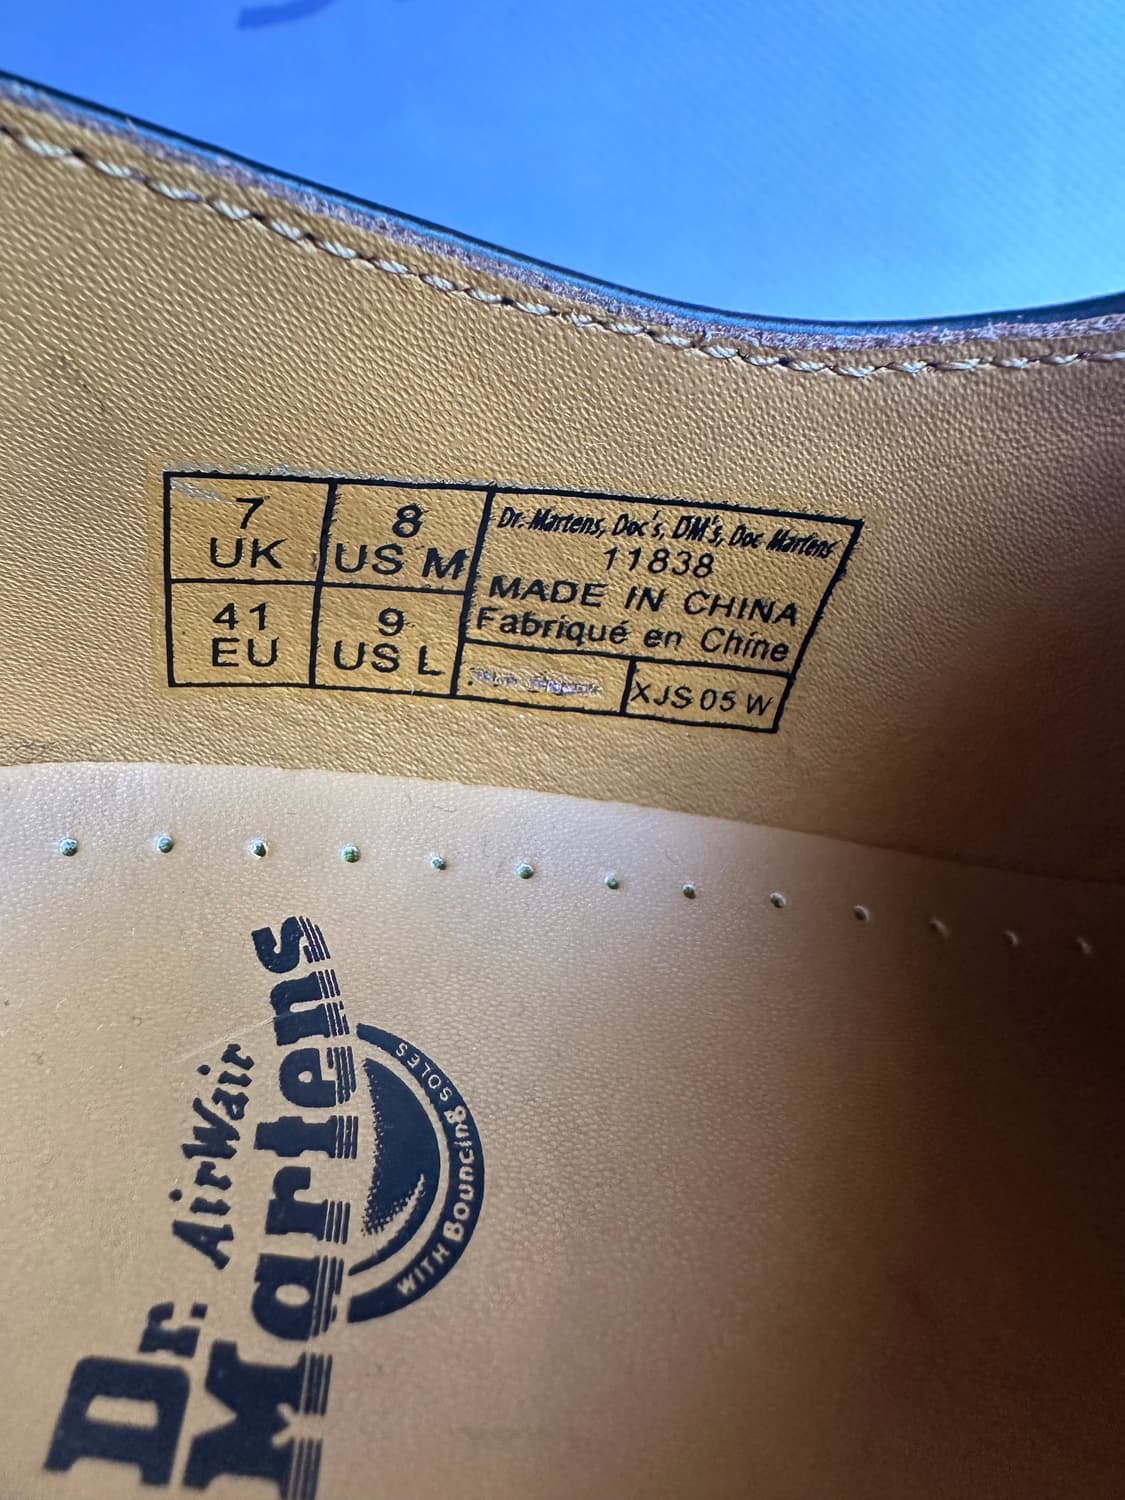 7
UK
8
US M
41
EU
9
US L
Dr. Martens, Doc's, DM's, Doc Martens
11838
MADE IN CHINA
Fabriqué en Chine
XJS 05 W
Dr. AirWair
Martens
WITH BOUNCING SOLES